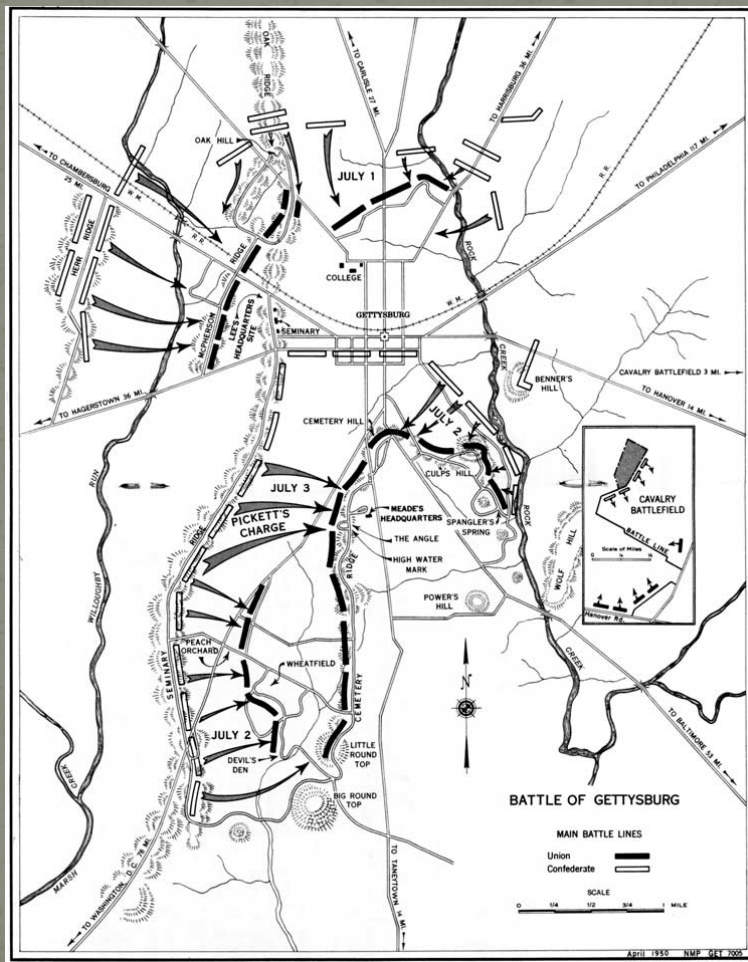 OAK RIDGE
TO CARLISLE 27 MI.
TO HARRISBURG 36 MI.
OAK HILL
TO CHAMBERSBURG
25 MI.
W. M.
R.R.
JULY 1
TO PHILADELPHIA 117 MI.
R.R.
W. M.
HERR RIDGE
RIDGE
McPHERSON
LEE'S
HEADQUARTERS
SITE
COLLEGE
GETTYSBURG
SEMINARY
ROCK
CREEK
BENNER'S
HILL
CAVALRY BATTLEFIELD 3 MI.
TO HANOVER 14 MI.
TO HAGERSTOWN 36 MI.
CEMETERY HILL
JULY 2
CULPS HILL
JULY 3
PICKETT'S
CHARGE
MEADE'S
HEADQUARTERS
SPANGLER'S
SPRING
ROCK
THE ANGLE
HIGH WATER
MARK
RIDGE
RIDGE
RUN
WILLOUGHBY
WOLF HILL
POWER'S
HILL
CAVALRY
BATTLEFIELD
BATTLE LINE
Scale of Miles
Hanover Rd.
PEACH
ORCHARD
WHEATFIELD
SEMINARY
CEMETERY
N
CREEK
JULY 2
DEVIL'S
DEN
LITTLE
ROUND
TOP
BIG ROUND
TOP
TO BALTIMORE 53 MI.
CREEK
MARSH
TO WASHINGTON D.C. 78 MI.
TO TANEYTOWN 14 MI.
BATTLE OF GETTYSBURG
MAIN BATTLE LINES
Union
Confederate
SCALE
0 1/4 1/2 3/4 1 MILE
April 1950 NMP GET 7005